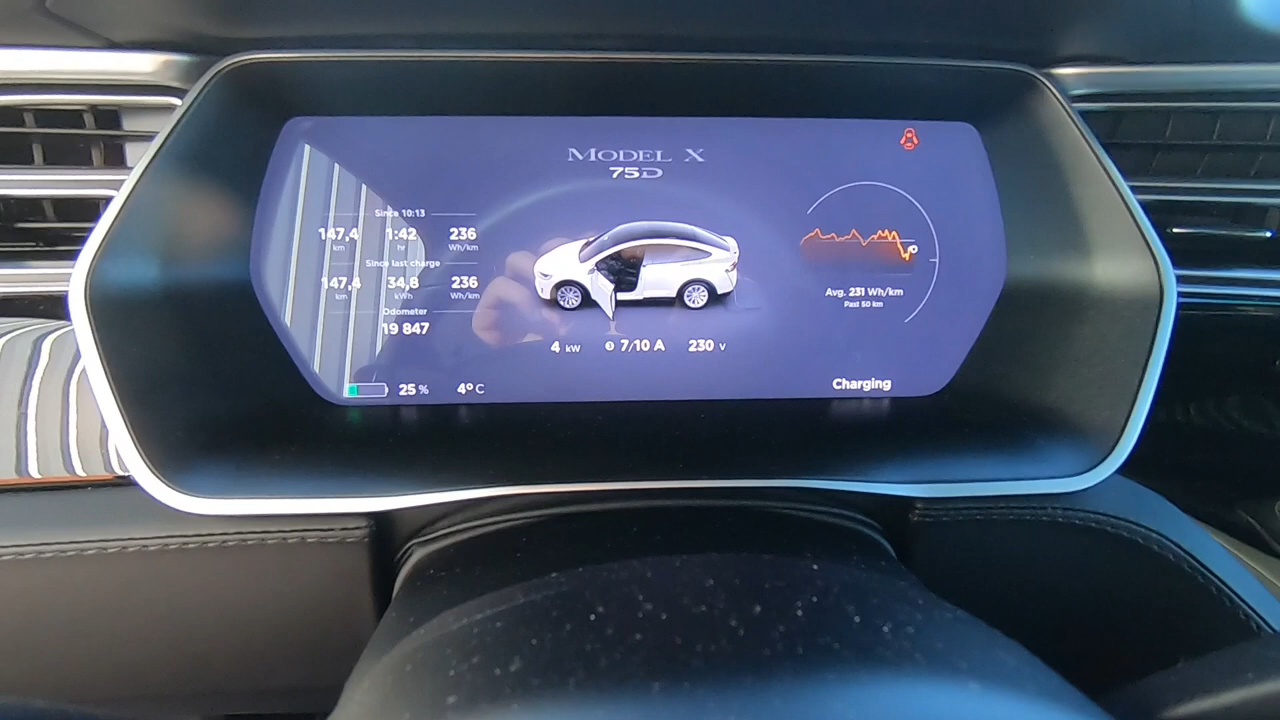 MODEL X
75D
Since 10:13
147,4 1:42 236
km hr Wh/km
Since last charge
147,4 34,8 236
km kWh Wh/km
Odometer
19 847
25 % 4° C
4 kW 7/10 A 230 V
Avg. 231 Wh/km
Past 50 km
Charging